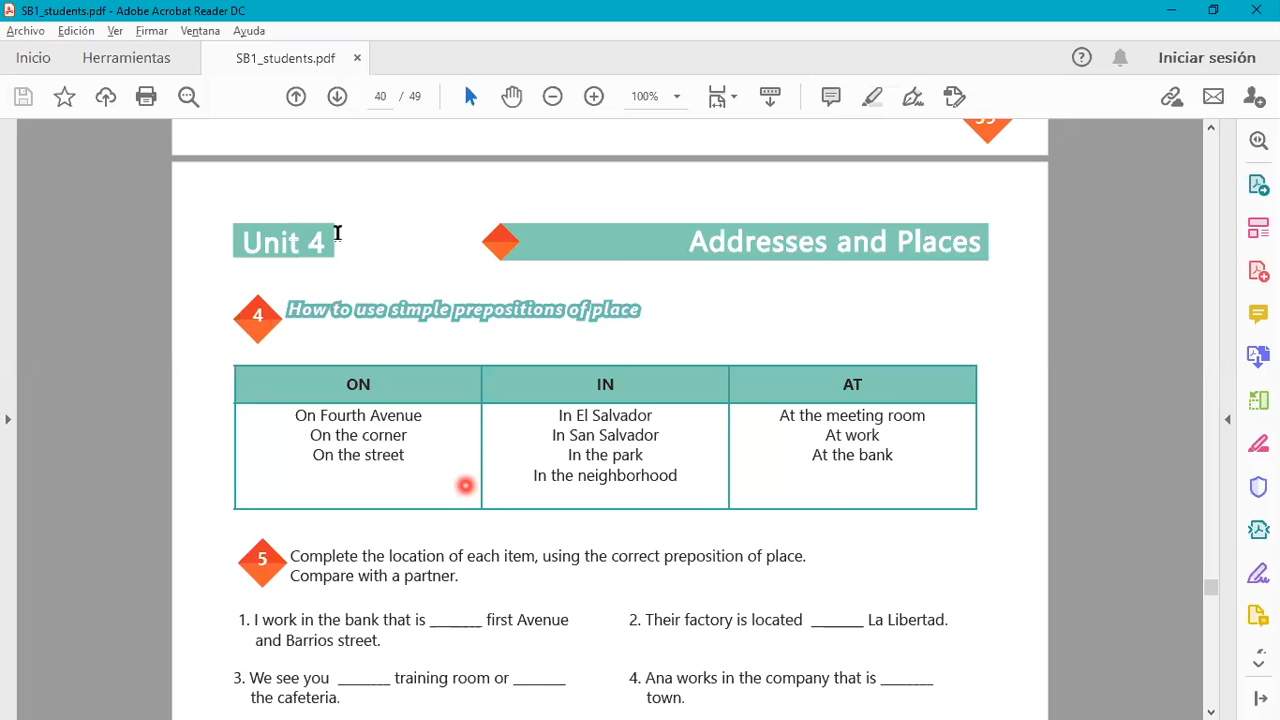 SB1_students.pdf - Adobe Acrobat Reader DC
Archivo Edición Ver Firmar Ventana Ayuda
Inicio Herramientas SB1_students.pdf × Iniciar sesión
40 / 49 100%
Unit 4 Addresses and Places
4 How to use simple prepositions of place
ON IN AT
On Fourth Avenue In El Salvador At the meeting room
On the corner In San Salvador At work
On the street In the park At the bank
In the neighborhood
5 Complete the location of each item, using the correct preposition of place.
Compare with a partner.
1. I work in the bank that is _______ first Avenue 2. Their factory is located _______ La Libertad.
and Barrios street.
3. We see you _______ training room or _______ 4. Ana works in the company that is _______
the cafeteria. town.